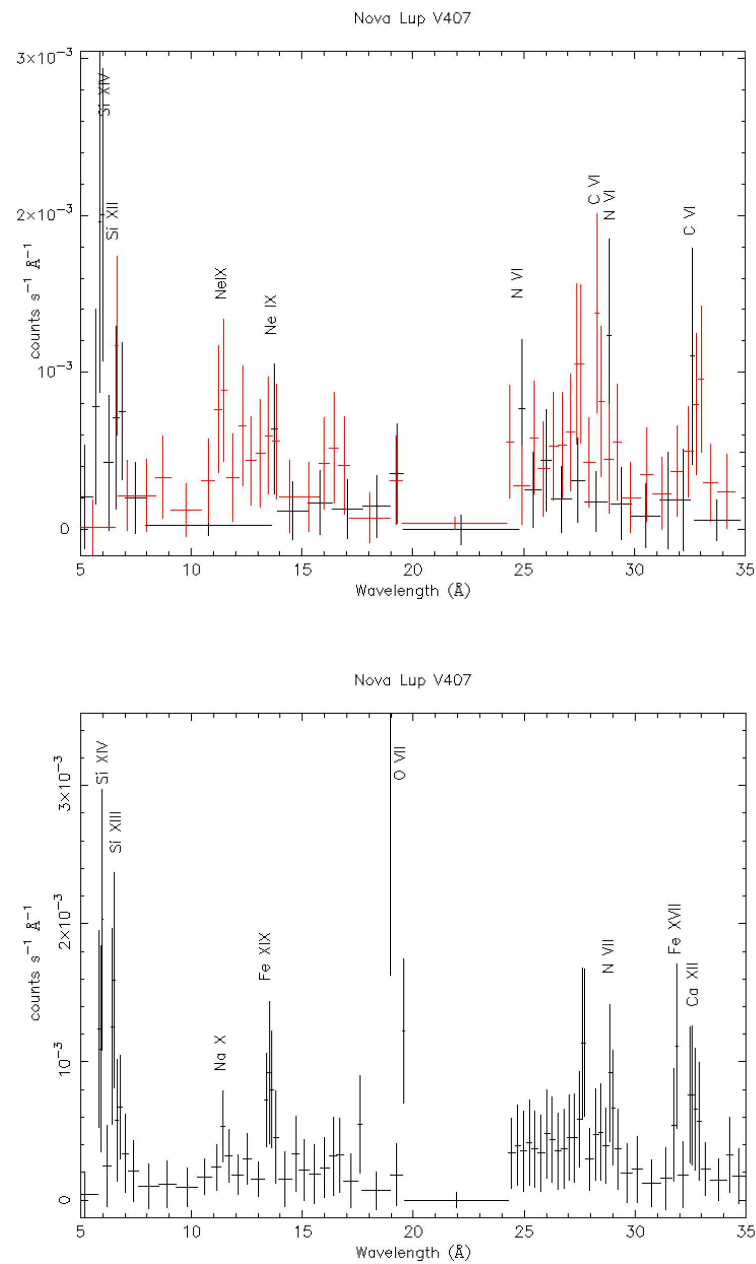 Nova Lup V407
3×10⁻³
2×10⁻³
10⁻³
0
counts s⁻¹ Å⁻¹
Si XIV
Si XII
NeIX
Ne IX
N VI
C VI
N VI
C VI
5 10 15 20 25 30 35
Wavelength (Å)
Nova Lup V407
3×10⁻³
2×10⁻³
10⁻³
0
counts s⁻¹ Å⁻¹
Si XIV
Si XIII
Na X
Fe XIX
O VII
N VII
Fe XVII
Ca XII
5 10 15 20 25 30 35
Wavelength (Å)